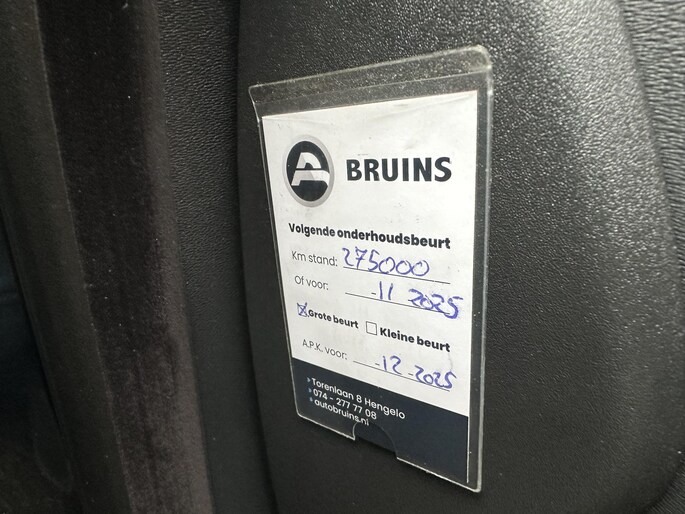 BRUINS
Volgende onderhoudsbeurt
Km stand: 275000
Of voor: -11 2025
Grote beurt Kleine beurt
A.P.K. voor: -12-2025
Torenlaan 8 Hengelo
074 - 277 77 08
autobruins.nl